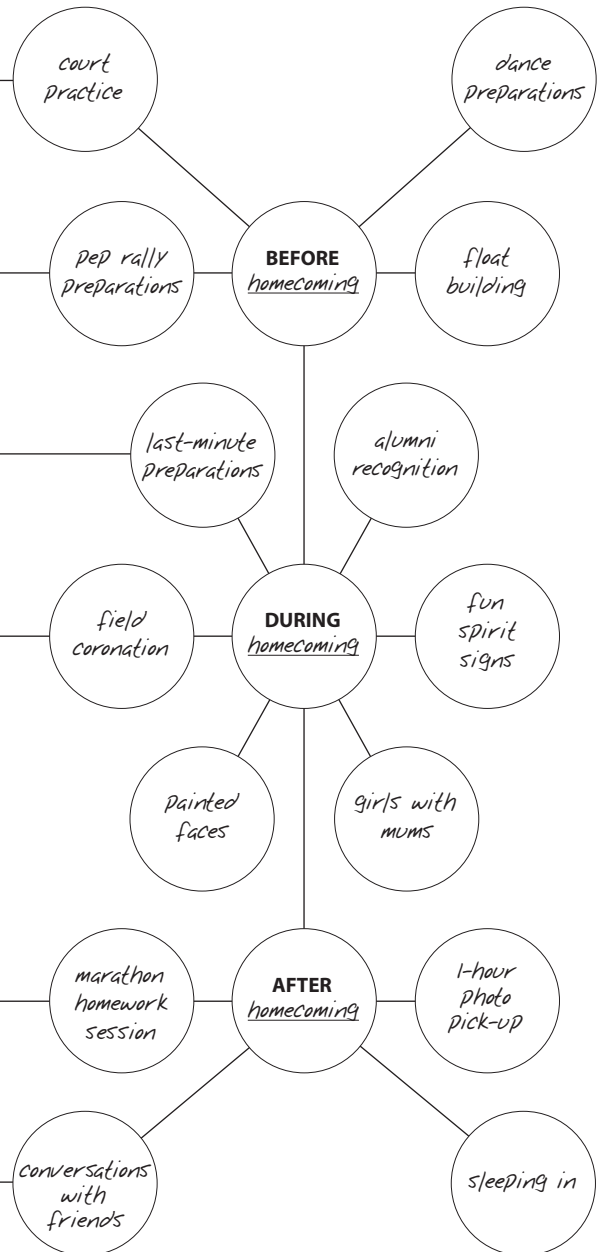 court
practice
dance
preparations
pep rally
preparations
BEFORE
homecoming
float
building
last-minute
preparations
alumni
recognition
field
coronation
DURING
homecoming
fun
spirit
signs
painted
faces
girls with
mums
marathon
homework
session
AFTER
homecoming
1-hour
photo
pick-up
conversations
with
friends
sleeping in